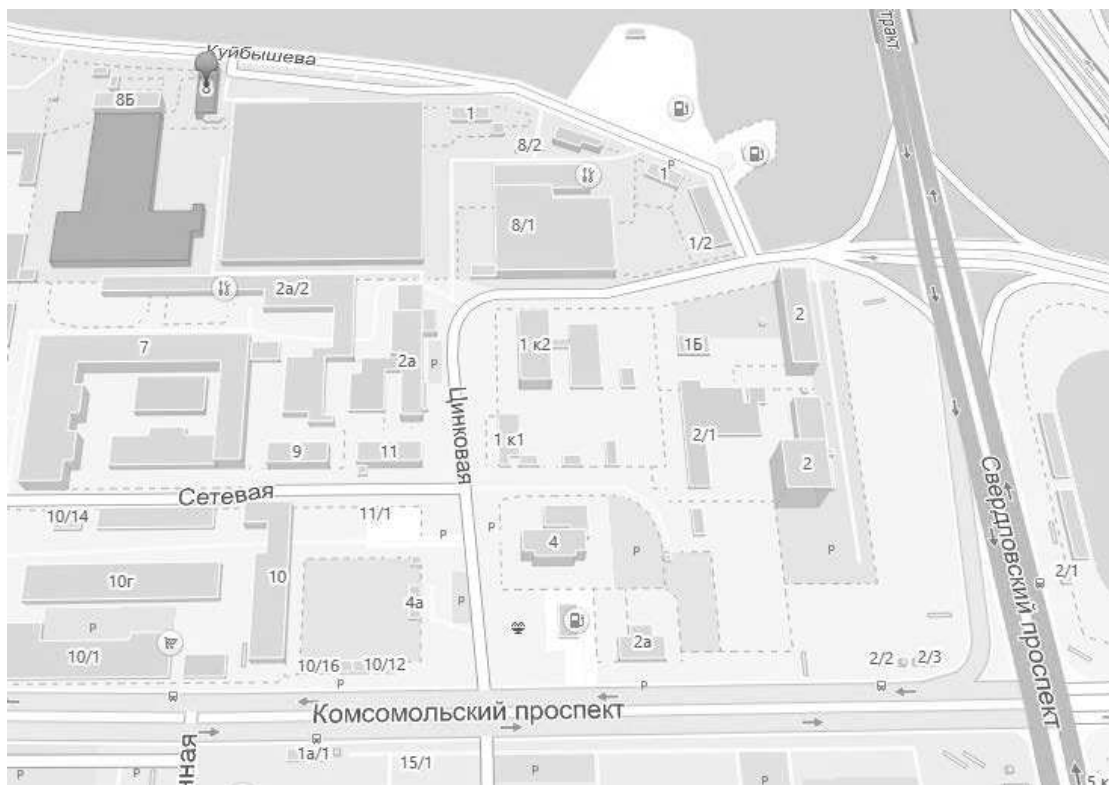 тракт
Куйбышева
8Б
1
8/2
1
P
8/1
1/2
2а/2
2
7
1 к2
1Б
2а
P
Цинковая
9
11
1 к1
2/1
2
Сетевая
Свердловский проспект
10/14
11/1
P
P
4
P
P
10г
10
4а
P
2/1
P
10/1
2а
10/16
10/12
2/2
2/3
P
P
Комсомольский проспект
нная
1а/1
15/1
P
P
P
5 к